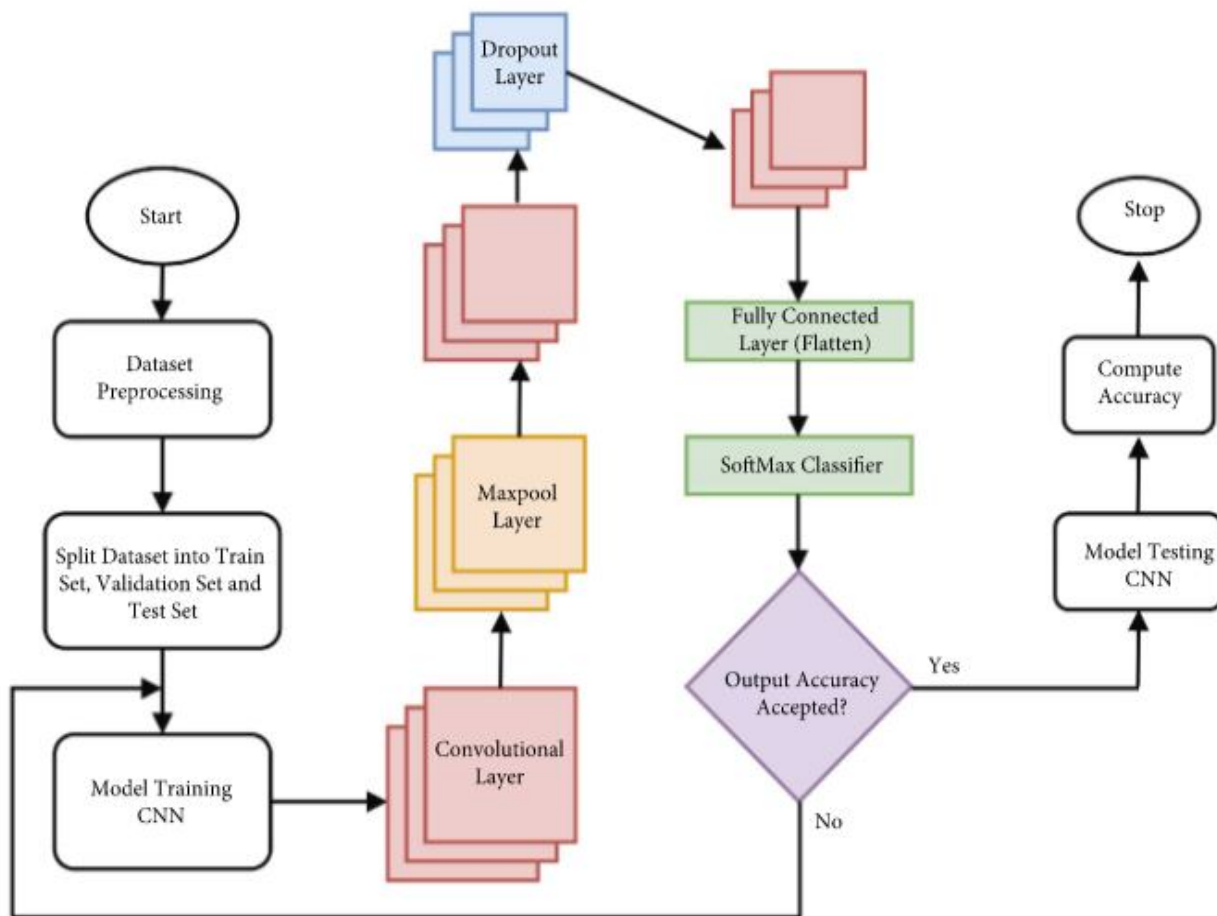 Start
Dataset
Preprocessing
Split Dataset into Train
Set, Validation Set and
Test Set
Model Training
CNN
Convolutional
Layer
Maxpool
Layer
Dropout
Layer
Fully Connected
Layer (Flatten)
SoftMax Classifier
Output Accuracy
Accepted?
No
Yes
Model Testing
CNN
Compute
Accuracy
Stop